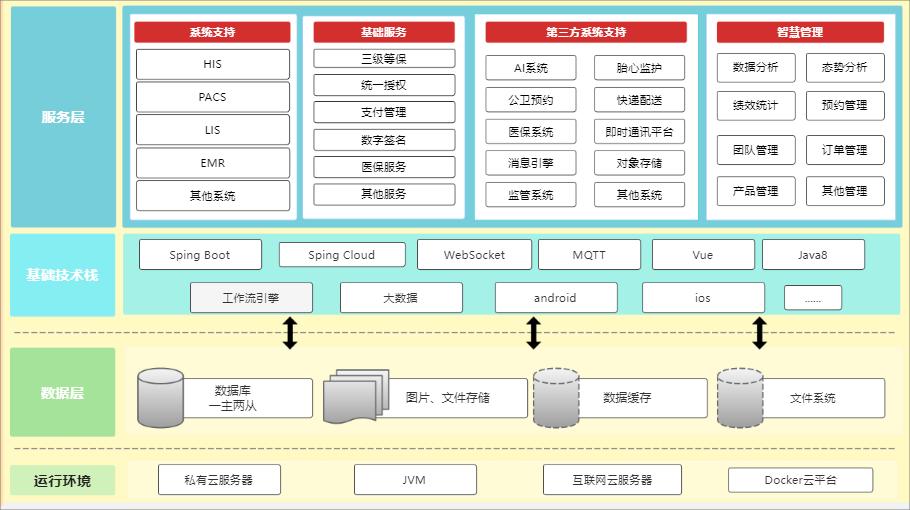 服务层
系统支持
HIS
PACS
LIS
EMR
其他系统
基础服务
三级等保
统一授权
支付管理
数字签名
医保服务
其他服务
第三方系统支持
AI系统 胎心监护
公卫预约 快递配送
医保系统 即时通讯平台
消息引擎 对象存储
监管系统 其他系统
智慧管理
数据分析 态势分析
绩效统计 预约管理
团队管理 订单管理
产品管理 其他管理
基础技术栈
Sping Boot Sping Cloud WebSocket MQTT Vue Java8
工作流引擎 大数据 android ios ......
数据层
数据库
一主两从
图片、文件存储
数据缓存
文件系统
运行环境
私有云服务器 JVM 互联网云服务器 Docker云平台